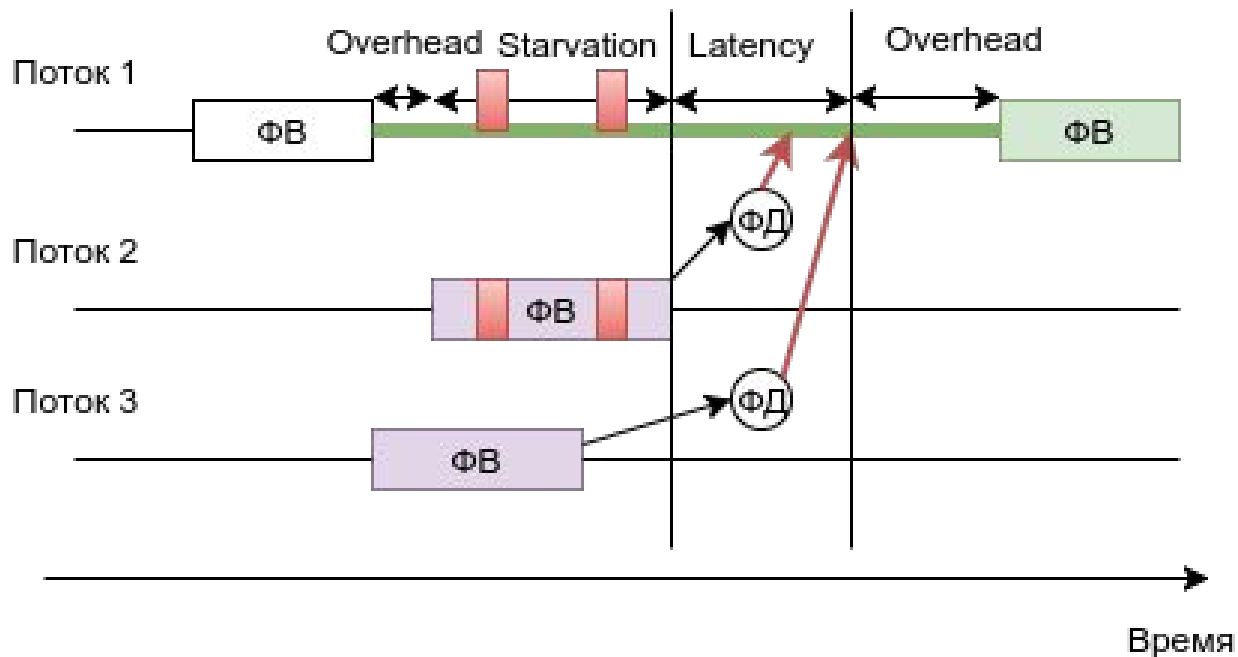 Overhead Starvation Latency Overhead
Поток 1
ФВ ФВ
ФД
Поток 2
ФВ
ФД
Поток 3
ФВ
Время